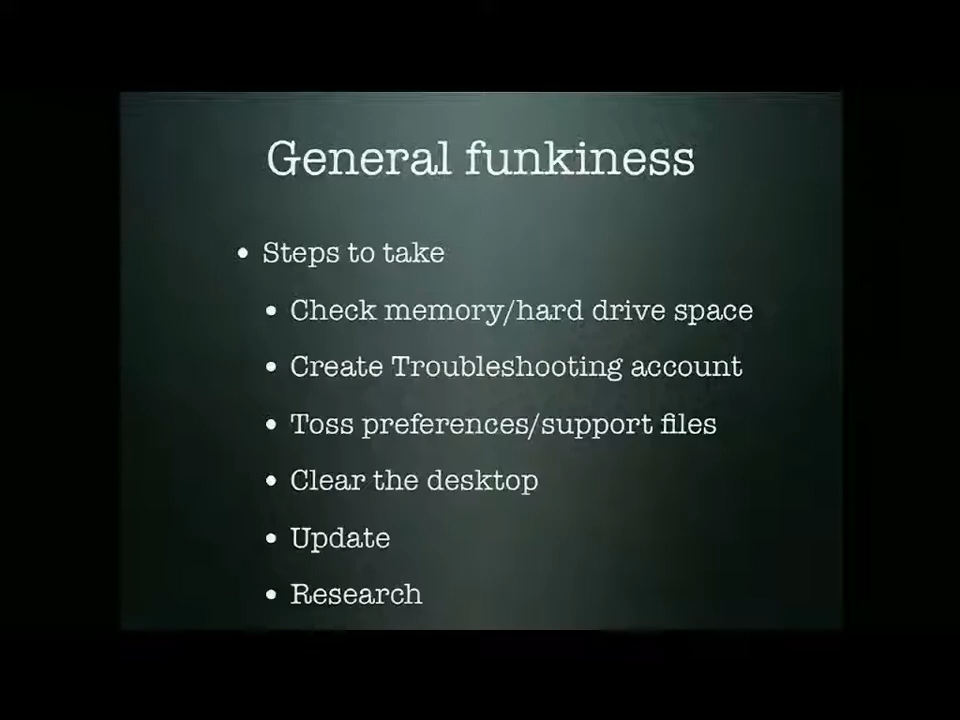 General funkiness
• Steps to take
• Check memory/hard drive space
• Create Troubleshooting account
• Toss preferences/support files
• Clear the desktop
• Update
• Research